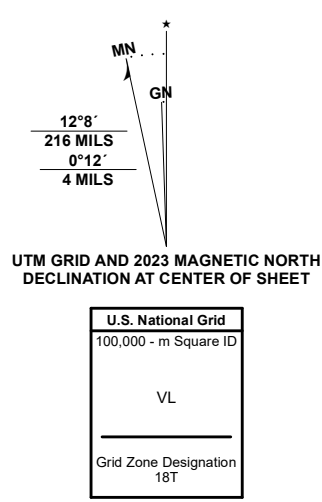 ★
MN
GN
12°8´
216 MILS
0°12´
4 MILS
UTM GRID AND 2023 MAGNETIC NORTH
DECLINATION AT CENTER OF SHEET
U.S. National Grid
100,000 - m Square ID
VL
Grid Zone Designation
18T